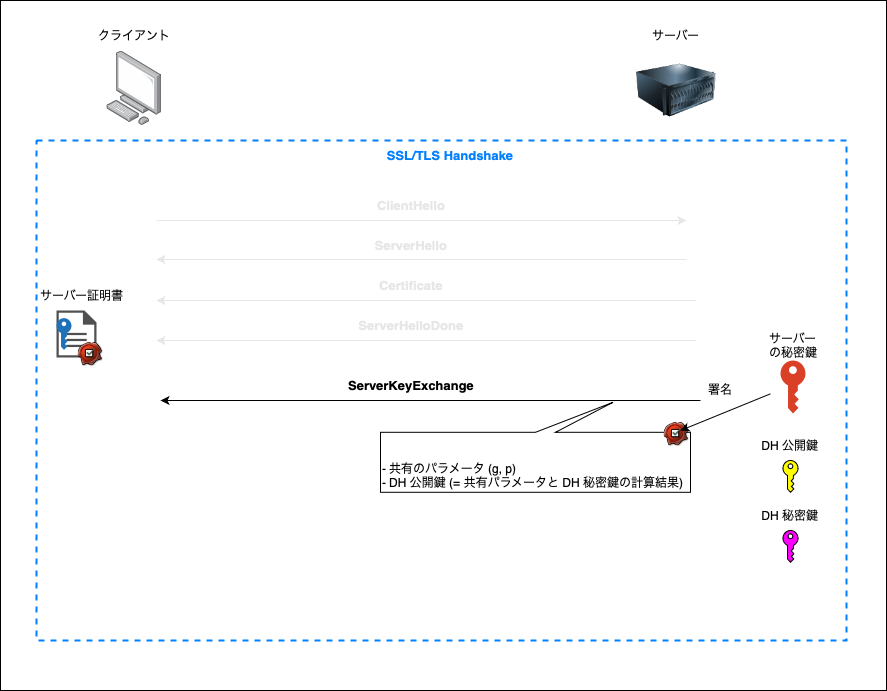 クライアント
サーバー
SSL/TLS Handshake
ClientHello
ServerHello
Certificate
サーバー証明書
ServerHelloDone
サーバー
の秘密鍵
ServerKeyExchange
署名
- 共有のパラメータ (g, p)
- DH 公開鍵 (= 共有パラメータと DH 秘密鍵の計算結果)
DH 公開鍵
DH 秘密鍵